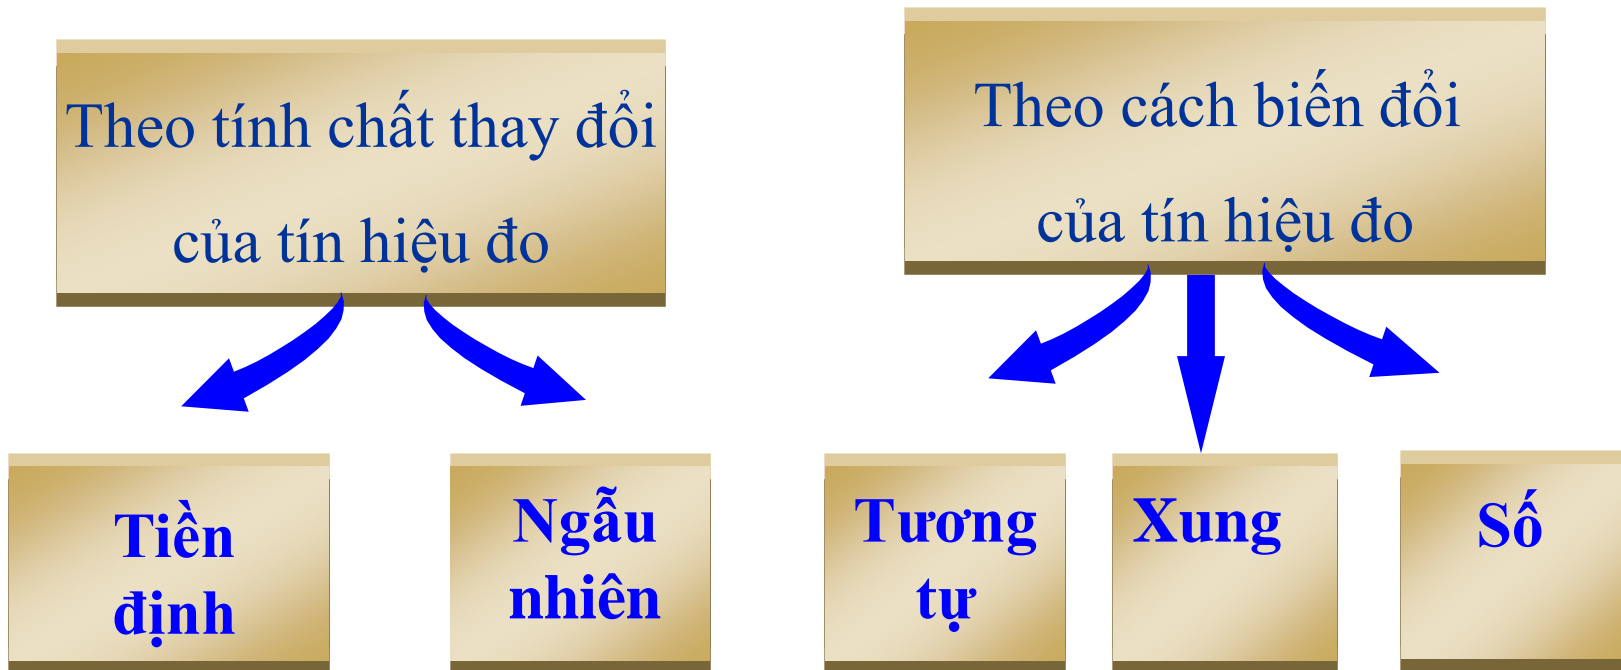 Theo tính chất thay đổi
của tín hiệu đo
Theo cách biến đổi
của tín hiệu đo
Tiền
định
Ngẫu
nhiên
Tương
tự
Xung
Số